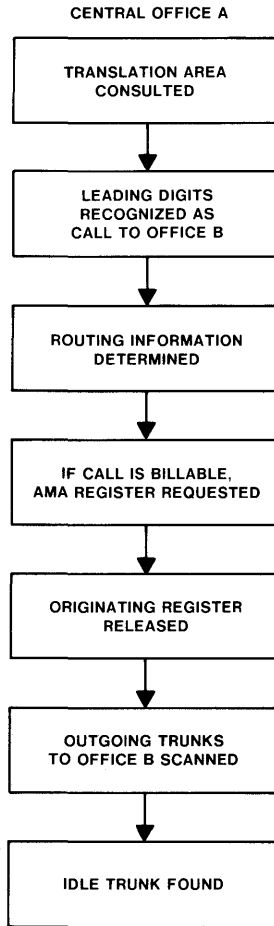 CENTRAL OFFICE A
TRANSLATION AREA
CONSULTED
LEADING DIGITS
RECOGNIZED AS
CALL TO OFFICE B
ROUTING INFORMATION
DETERMINED
IF CALL IS BILLABLE,
AMA REGISTER REQUESTED
ORIGINATING REGISTER
RELEASED
OUTGOING TRUNKS
TO OFFICE B SCANNED
IDLE TRUNK FOUND